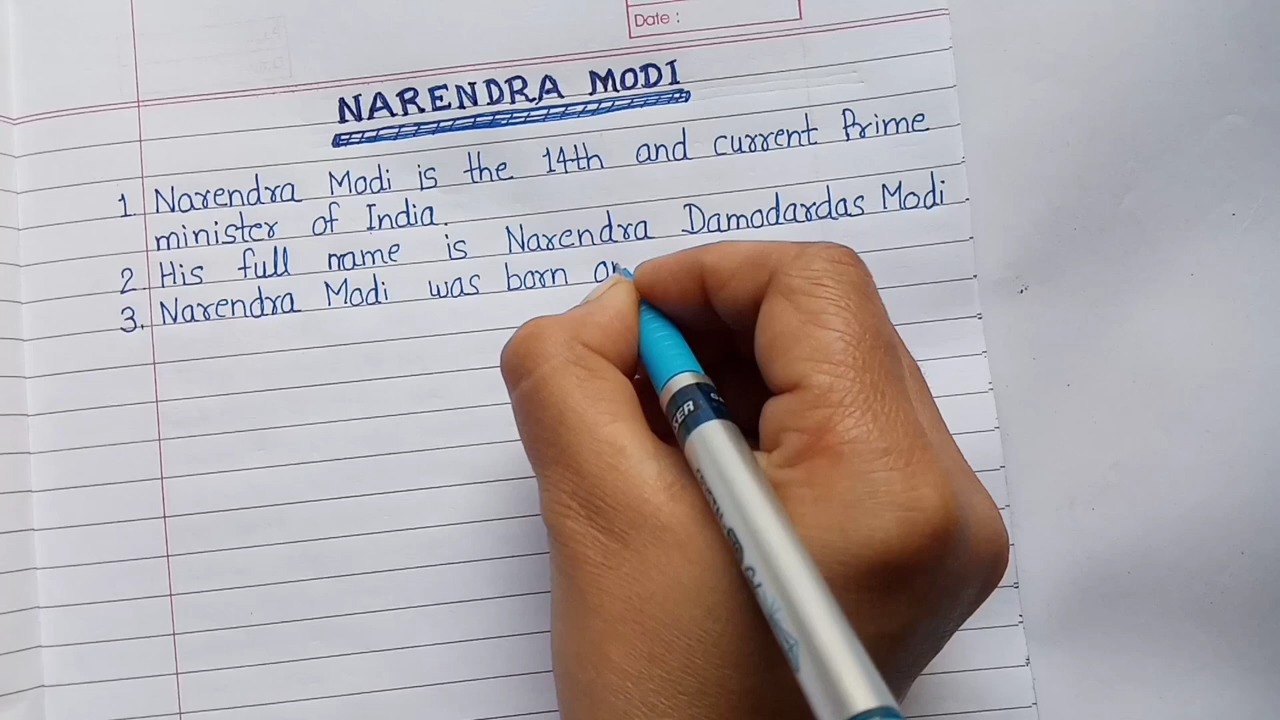 Date :
NARENDRA MODI
1. Narendra Modi is the 14th and current Prime
minister of India.
2. His full name is Narendra Damodardas Modi
3. Narendra Modi was born on